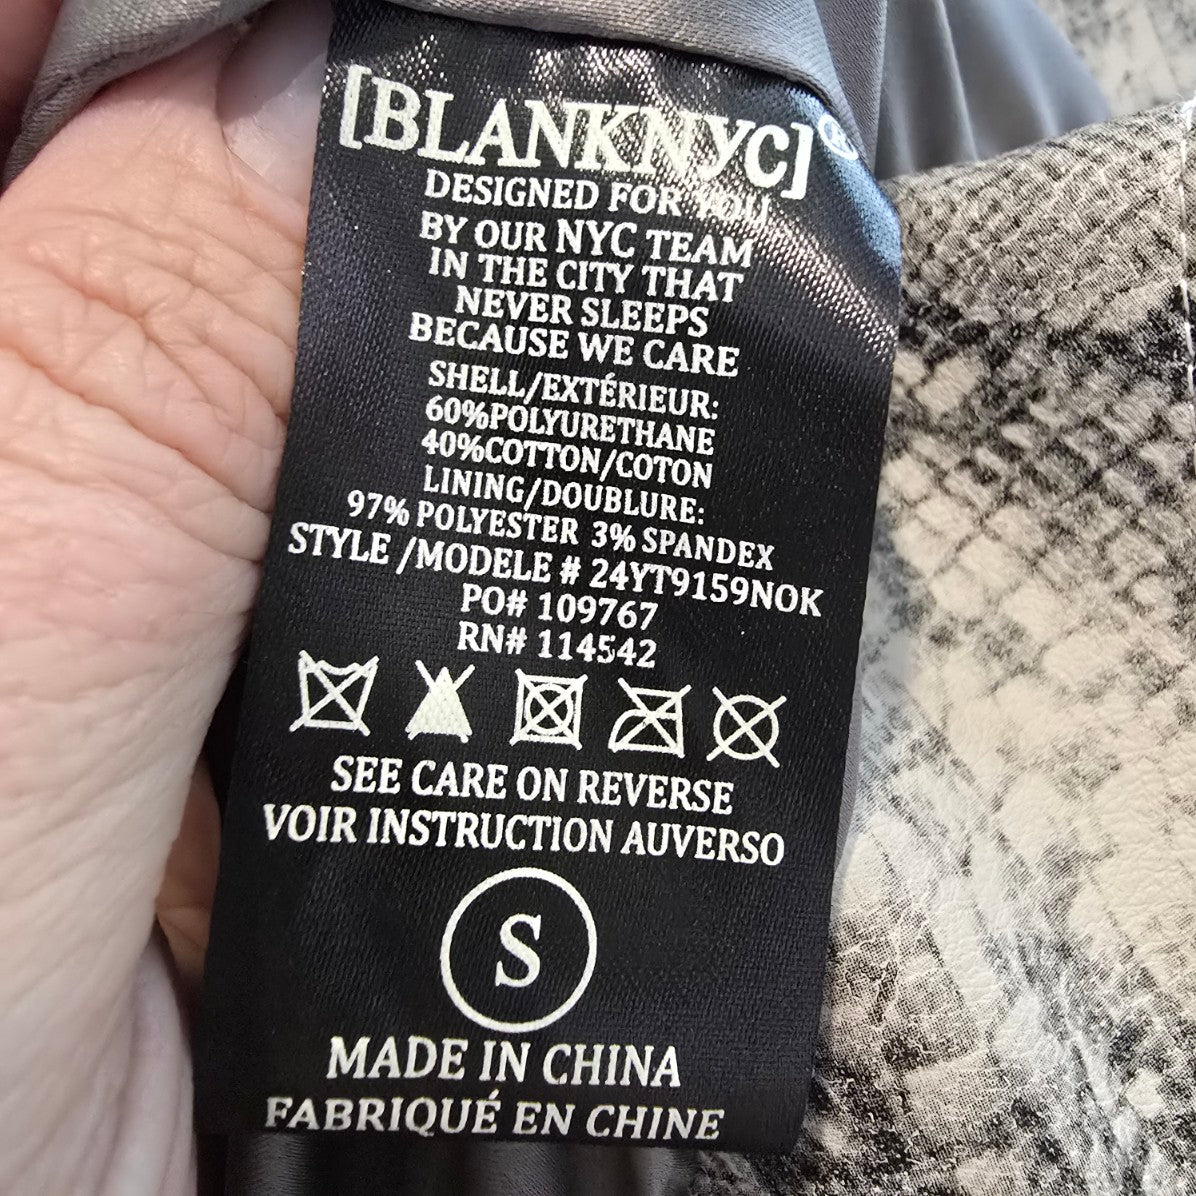 [BLANKNYC]®
DESIGNED FOR YOU
BY OUR NYC TEAM
IN THE CITY THAT
NEVER SLEEPS
BECAUSE WE CARE
SHELL/EXTÉRIEUR:
60%POLYURETHANE
40%COTTON/COTON
LINING/DOUBLURE:
97% POLYESTER 3% SPANDEX
STYLE /MODELE # 24YT9159NOK
PO# 109767
RN# 114542
SEE CARE ON REVERSE
VOIR INSTRUCTION AUVERSO
S
MADE IN CHINA
FABRIQUÉ EN CHINE